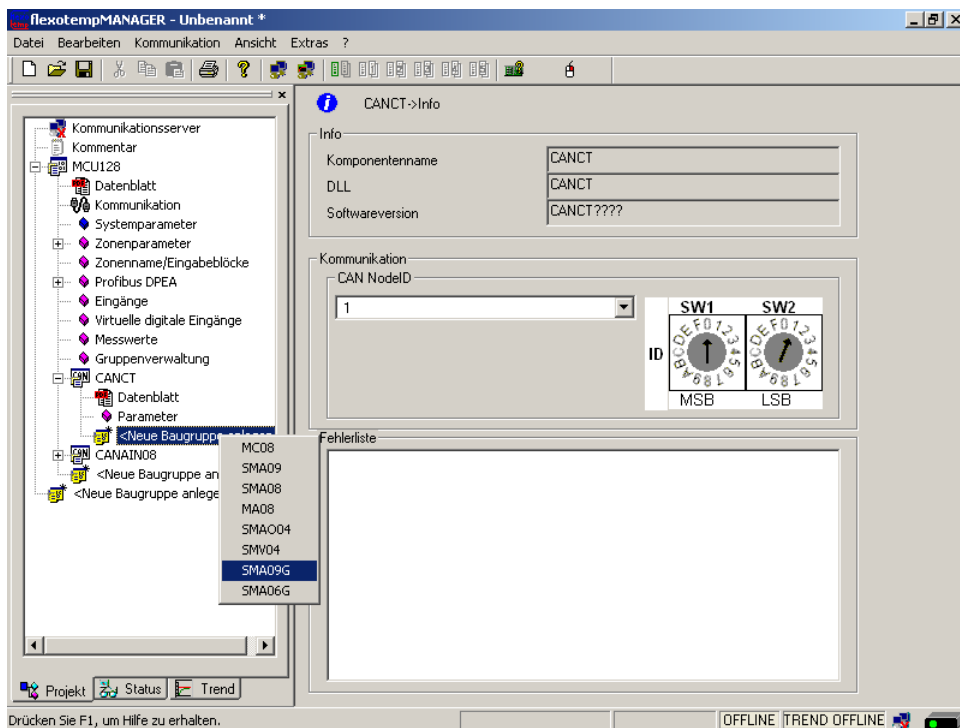 flexotempMANAGER - Unbenannt *
Datei Bearbeiten Kommunikation Ansicht Extras ?
Kommunikationsserver
Kommentar
MCU128
Datenblatt
Kommunikation
Systemparameter
Zonenparameter
Zonenname/Eingabeblöcke
Profibus DPEA
Eingänge
Virtuelle digitale Eingänge
Messwerte
Gruppenverwaltung
CANCT
Datenblatt
Parameter
<Neue Baugruppe anlegen
CANAIN08
<Neue Baugruppe an
<Neue Baugruppe anlege
MC08
SMA09
SMA08
MA08
SMAO04
SMV04
SMA09G
SMA06G
Projekt Status Trend
CANCT->Info
Info
Komponentenname CANCT
DLL CANCT
Softwareversion CANCT????
Kommunikation
CAN NodeID
1
SW1 SW2
ID
MSB LSB
Fehlerliste
Drücken Sie F1, um Hilfe zu erhalten.
OFFLINE TREND OFFLINE